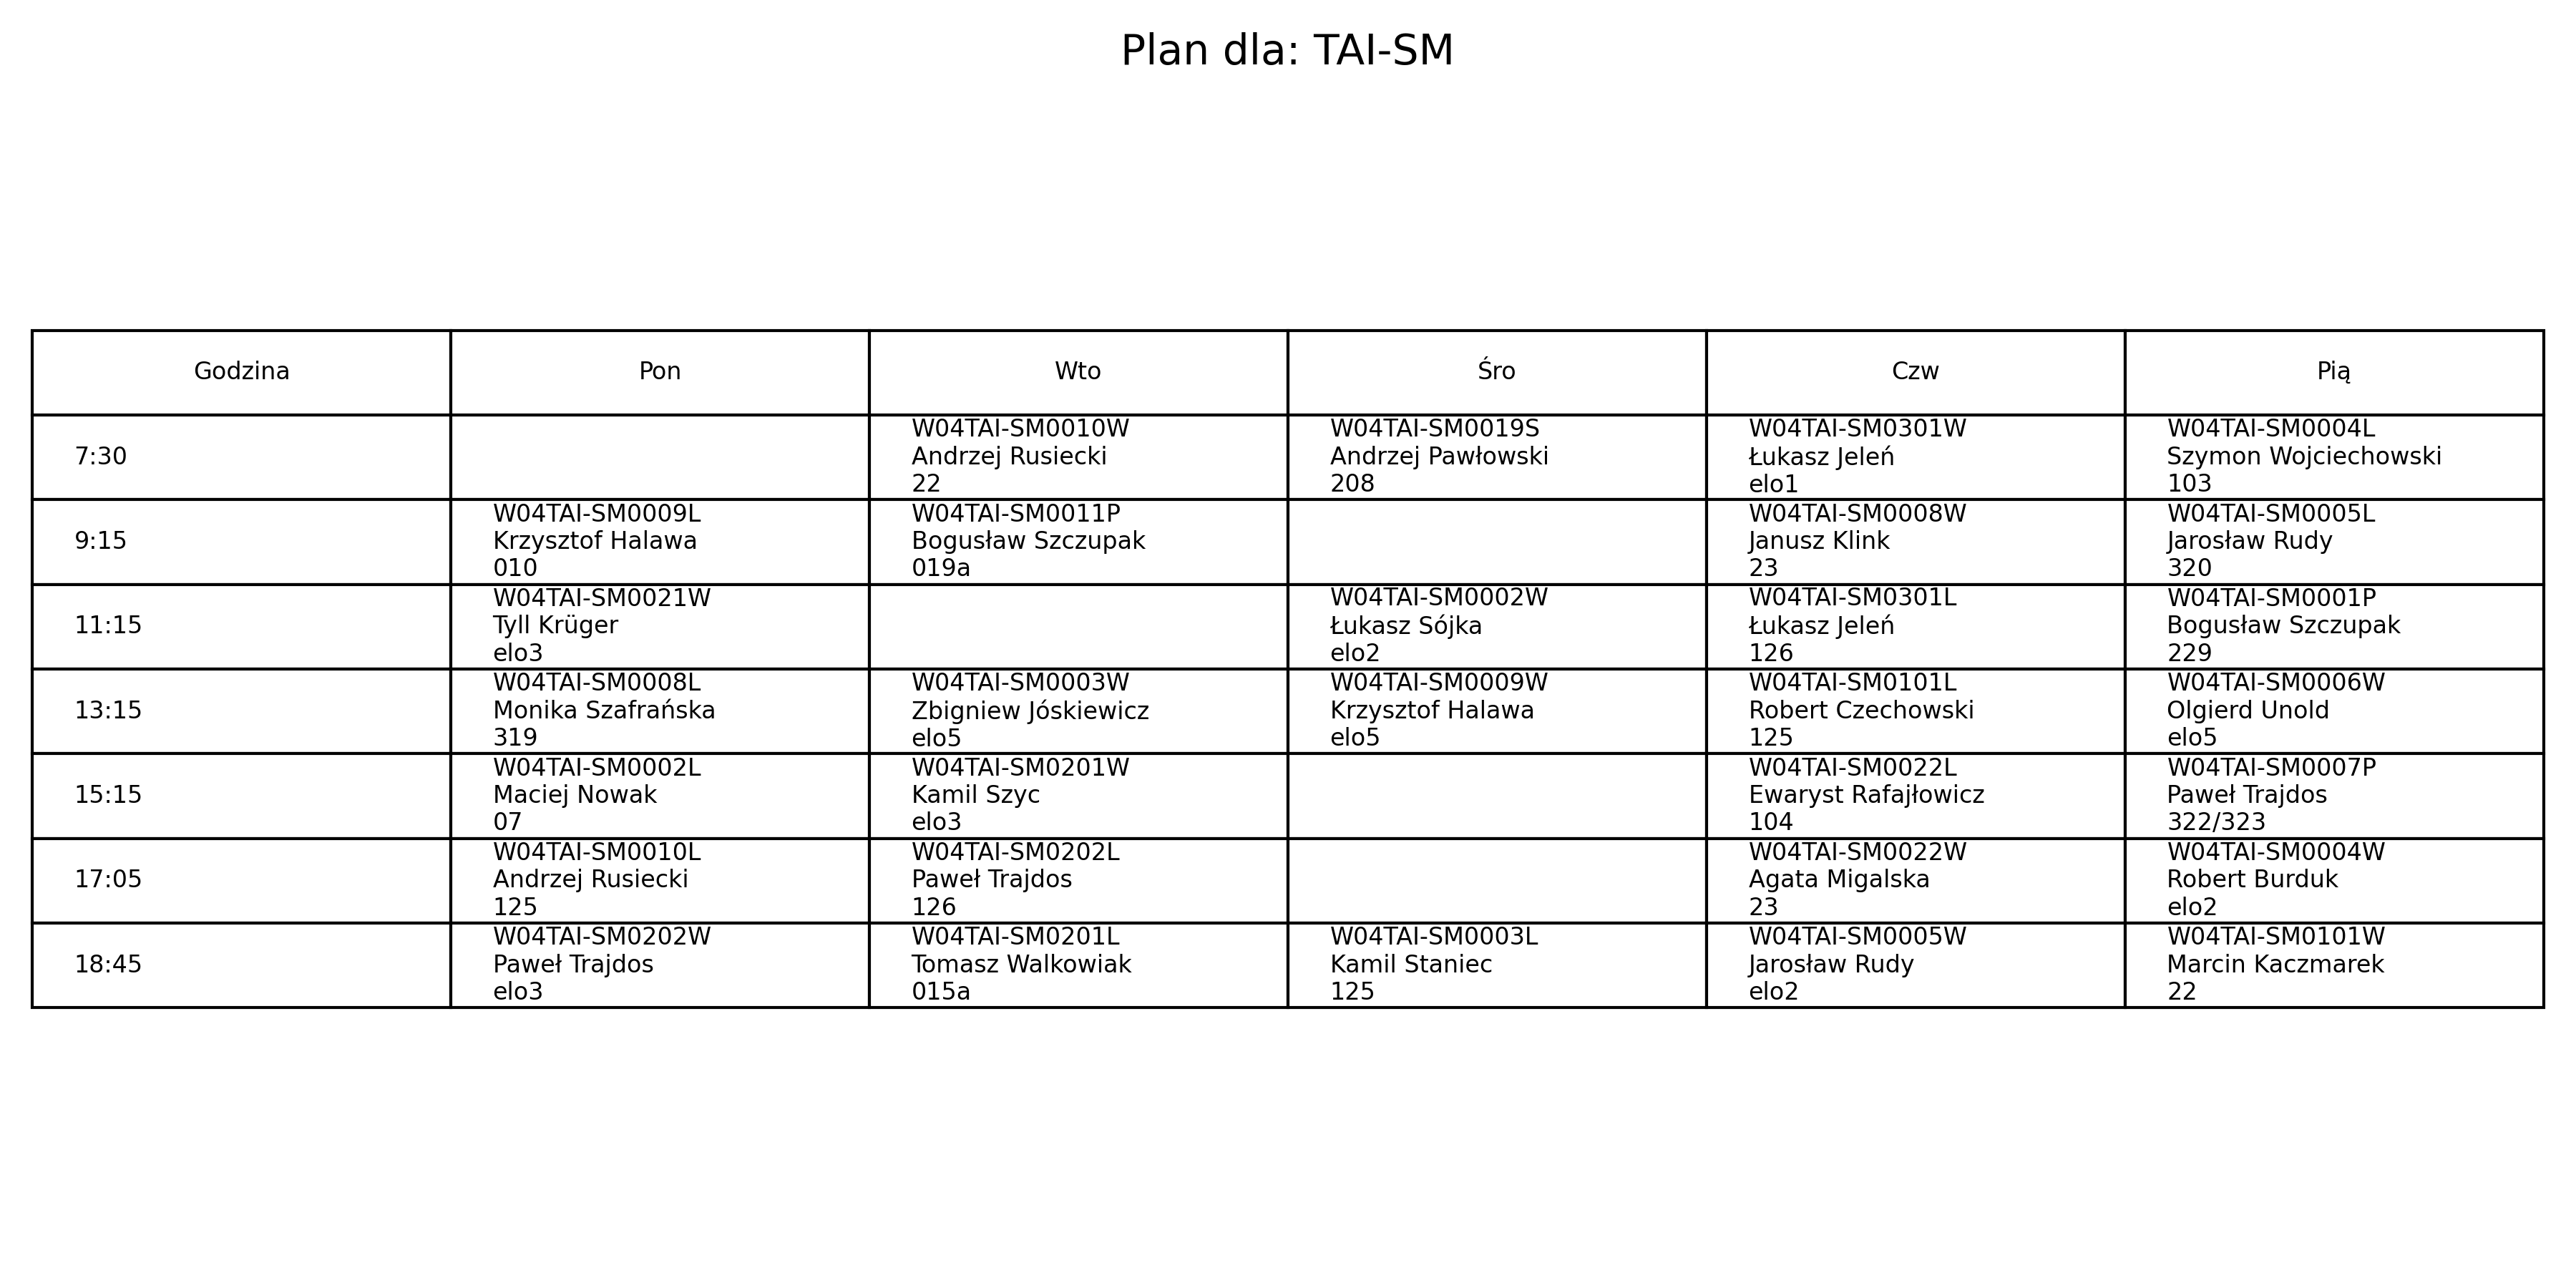 Plan dla: TAI-SM
Godzina
Pon
Wto
Śro
Czw
Pią
7:30
W04TAI-SM0010W
Andrzej Rusiecki
22
W04TAI-SM0019S
Andrzej Pawłowski
208
W04TAI-SM0301W
Łukasz Jeleń
elo1
W04TAI-SM0004L
Szymon Wojciechowski
103
9:15
W04TAI-SM0009L
Krzysztof Halawa
010
W04TAI-SM0011P
Bogusław Szczupak
019a
W04TAI-SM0008W
Janusz Klink
23
W04TAI-SM0005L
Jarosław Rudy
320
11:15
W04TAI-SM0021W
Tyll Krüger
elo3
W04TAI-SM0002W
Łukasz Sójka
elo2
W04TAI-SM0301L
Łukasz Jeleń
126
W04TAI-SM0001P
Bogusław Szczupak
229
13:15
W04TAI-SM0008L
Monika Szafrańska
319
W04TAI-SM0003W
Zbigniew Jóskiewicz
elo5
W04TAI-SM0009W
Krzysztof Halawa
elo5
W04TAI-SM0101L
Robert Czechowski
125
W04TAI-SM0006W
Olgierd Unold
elo5
15:15
W04TAI-SM0002L
Maciej Nowak
07
W04TAI-SM0201W
Kamil Szyc
elo3
W04TAI-SM0022L
Ewaryst Rafajłowicz
104
W04TAI-SM0007P
Paweł Trajdos
322/323
17:05
W04TAI-SM0010L
Andrzej Rusiecki
125
W04TAI-SM0202L
Paweł Trajdos
126
W04TAI-SM0022W
Agata Migalska
23
W04TAI-SM0004W
Robert Burduk
elo2
18:45
W04TAI-SM0202W
Paweł Trajdos
elo3
W04TAI-SM0201L
Tomasz Walkowiak
015a
W04TAI-SM0003L
Kamil Staniec
125
W04TAI-SM0005W
Jarosław Rudy
elo2
W04TAI-SM0101W
Marcin Kaczmarek
22